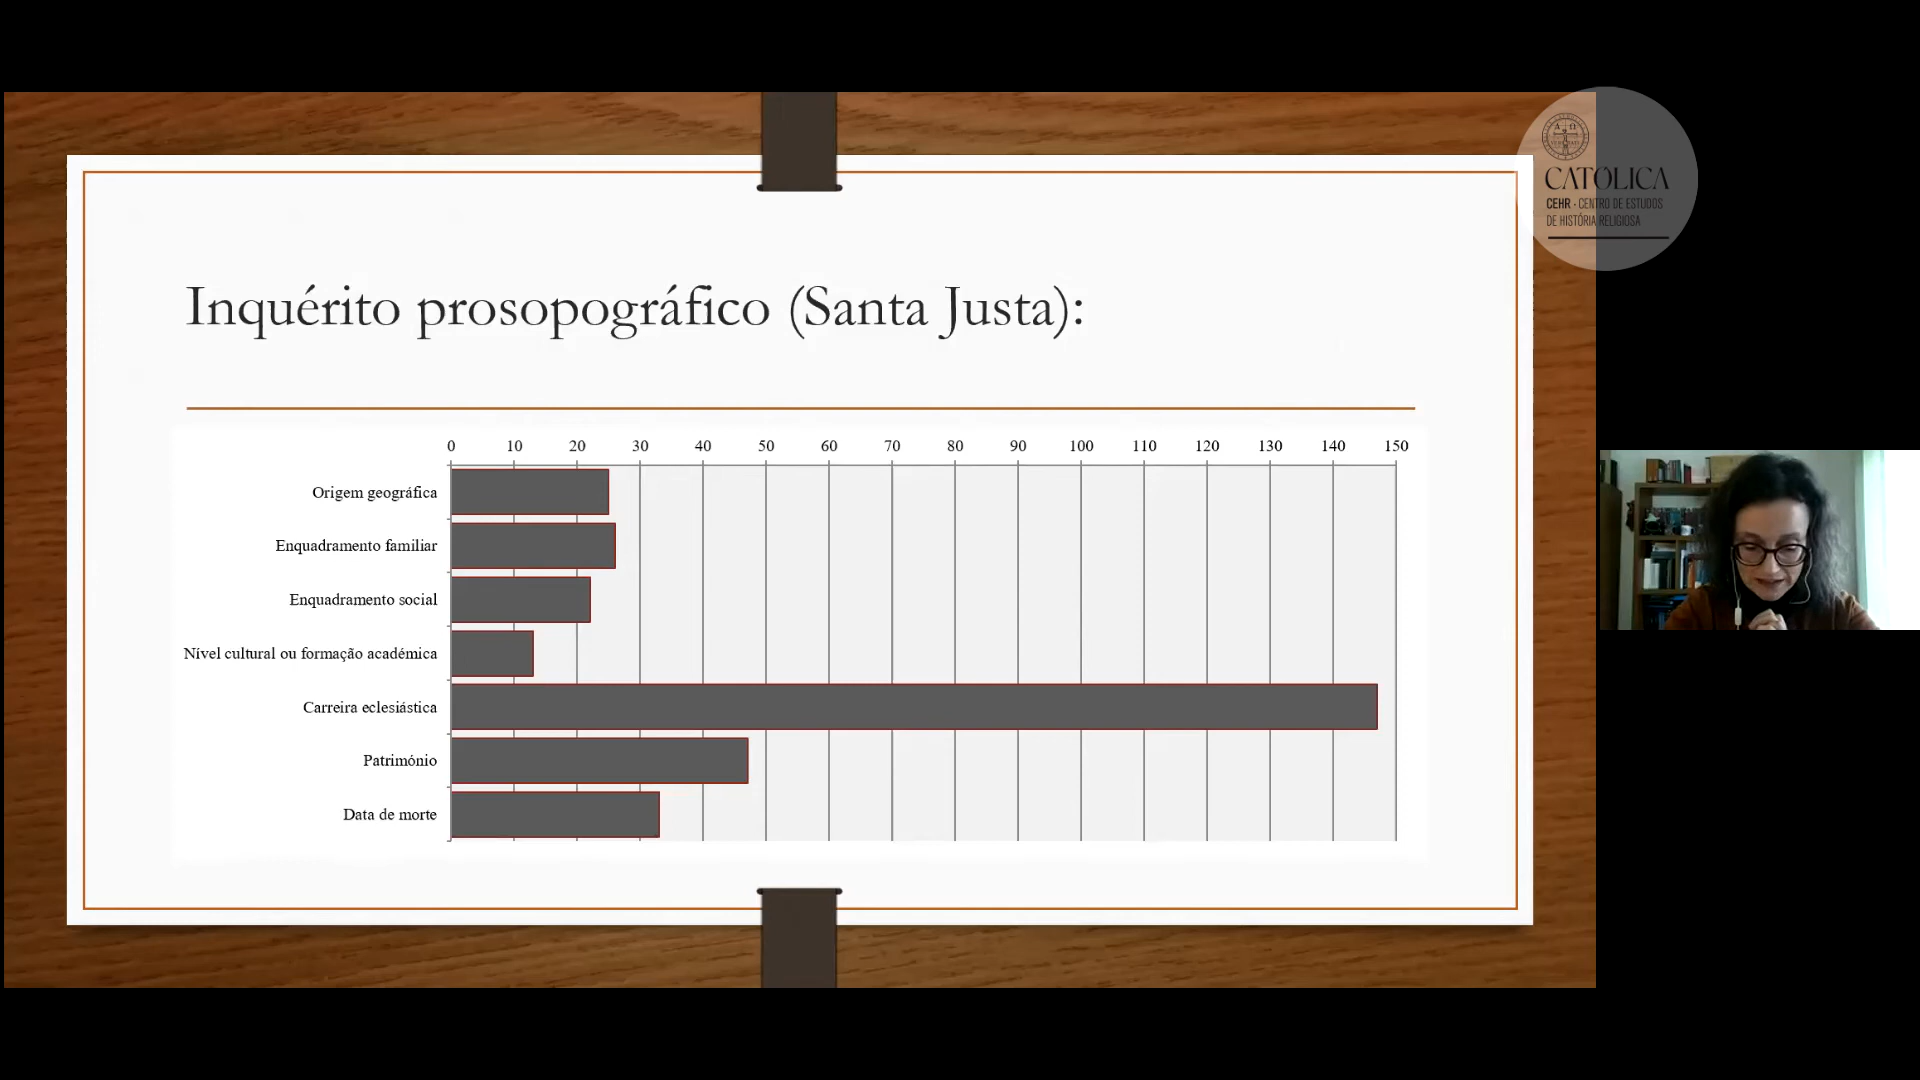 CATÓLICA
CEHR - CENTRO DE ESTUDOS
DE HISTÓRIA RELIGIOSA
Inquérito prosopográfico (Santa Justa):
0 10 20 30 40 50 60 70 80 90 100 110 120 130 140 150
Origem geográfica
Enquadramento familiar
Enquadramento social
Nível cultural ou formação académica
Carreira eclesiástica
Património
Data de morte